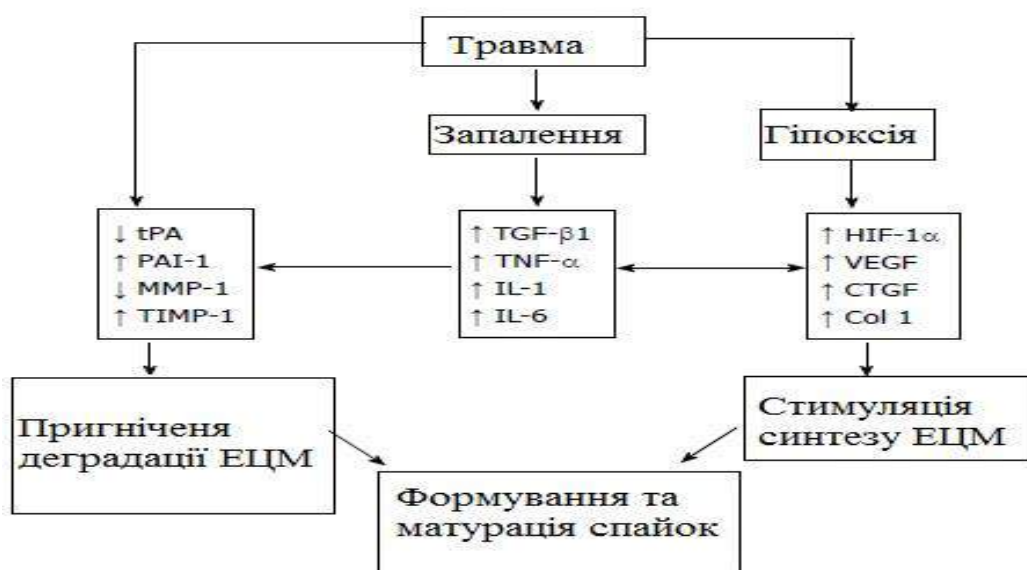 Травма
Запалення
Гіпоксія
↓ tPA
↑ PAI-1
↓ MMP-1
↑ TIMP-1
↑ TGF-β1
↑ TNF-α
↑ IL-1
↑ IL-6
↑ HIF-1α
↑ VEGF
↑ CTGF
↑ Col 1
Пригніченя
деградації ЕЦМ
Стимуляція
синтезу ЕЦМ
Формування та
матурація спайок